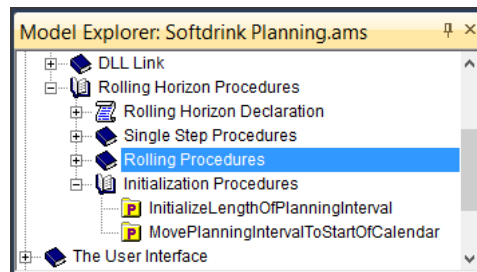 Model Explorer: Softdrink Planning.ams
DLL Link
Rolling Horizon Procedures
Rolling Horizon Declaration
Single Step Procedures
Rolling Procedures
Initialization Procedures
P InitializeLengthOfPlanningInterval
P MovePlanningIntervalToStartOfCalendar
The User Interface